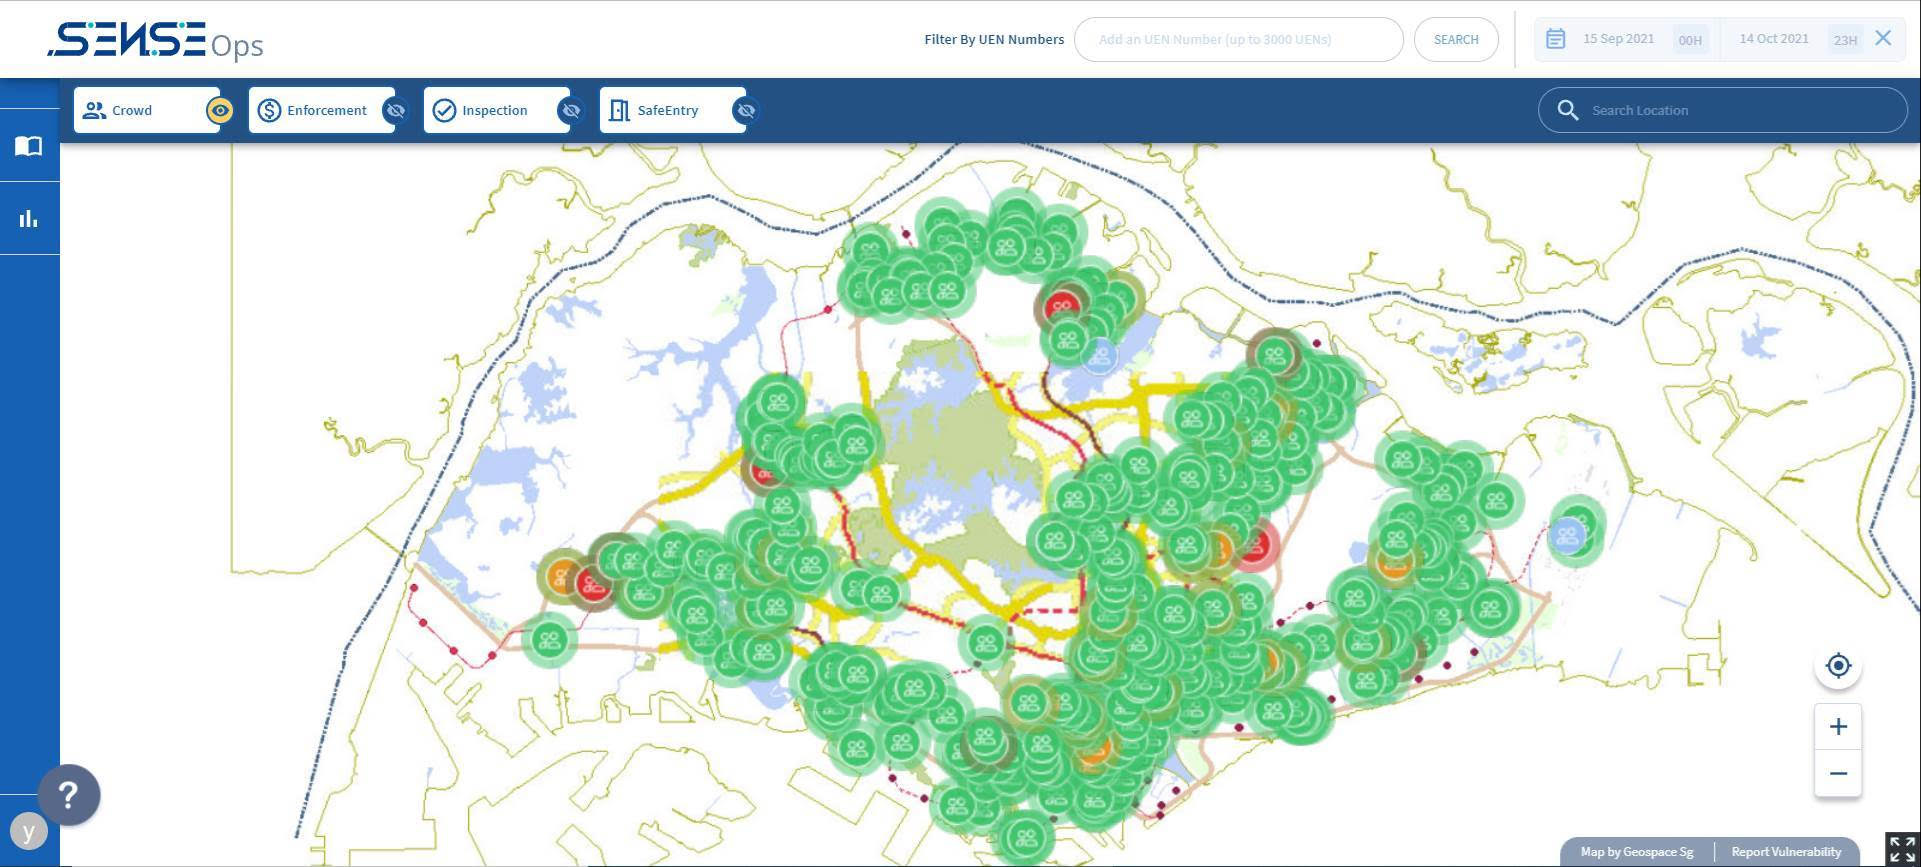 SENSE Ops
Filter By UEN Numbers
Add an UEN Number (up to 3000 UENs)
SEARCH
15 Sep 2021
00H
14 Oct 2021
23H
Crowd
Enforcement
Inspection
SafeEntry
Search Location
?
y
+
−
Map by Geospace Sg
Report Vulnerability